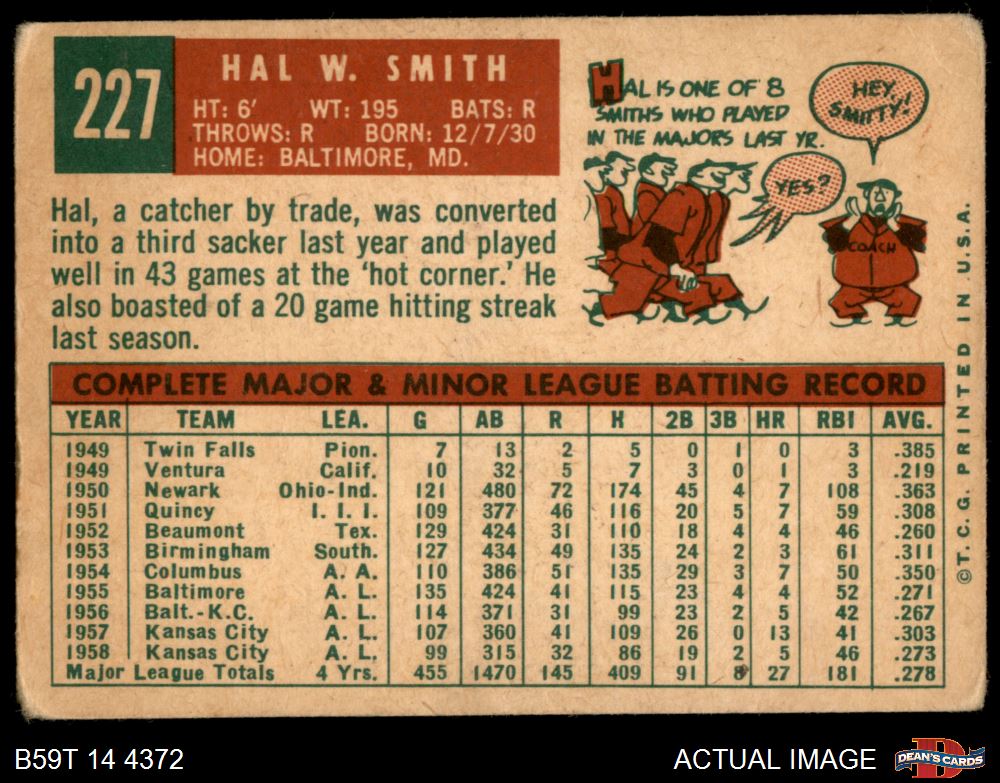 227
HAL W. SMITH
HT: 6' WT: 195 BATS: R
THROWS: R BORN: 12/7/30
HOME: BALTIMORE, MD.
HAL IS ONE OF 8
SMITHS WHO PLAYED
IN THE MAJORS LAST YR.
HEY,
SMITTY!
YES?
COACH
Hal, a catcher by trade, was converted
into a third sacker last year and played
well in 43 games at the 'hot corner.' He
also boasted of a 20 game hitting streak
last season.
COMPLETE MAJOR & MINOR LEAGUE BATTING RECORD
YEAR TEAM LEA. G AB R H 2B 3B HR RBI AVG.
1949 Twin Falls Pion. 7 13 2 5 0 1 0 3 .385
1949 Ventura Calif. 10 32 5 7 3 0 1 3 .219
1950 Newark Ohio-Ind. 121 480 72 174 45 4 7 108 .363
1951 Quincy I. I. I. 109 377 46 116 20 5 7 59 .308
1952 Beaumont Tex. 129 424 31 110 18 4 4 46 .260
1953 Birmingham South. 127 434 49 135 24 2 3 61 .311
1954 Columbus A. A. 110 386 51 135 29 3 7 50 .350
1955 Baltimore A. L. 135 424 41 115 23 4 4 52 .271
1956 Balt.-K.C. A. L. 114 371 31 99 23 2 5 42 .267
1957 Kansas City A. L. 107 360 41 109 26 0 13 41 .303
1958 Kansas City A. L. 99 315 32 86 19 2 5 46 .273
Major League Totals 4 Yrs. 455 1470 145 409 91 8 27 181 .278
©T. C. G. PRINTED IN U.S.A.
B59T 14 4372
ACTUAL IMAGE
D
DEAN'S CARDS